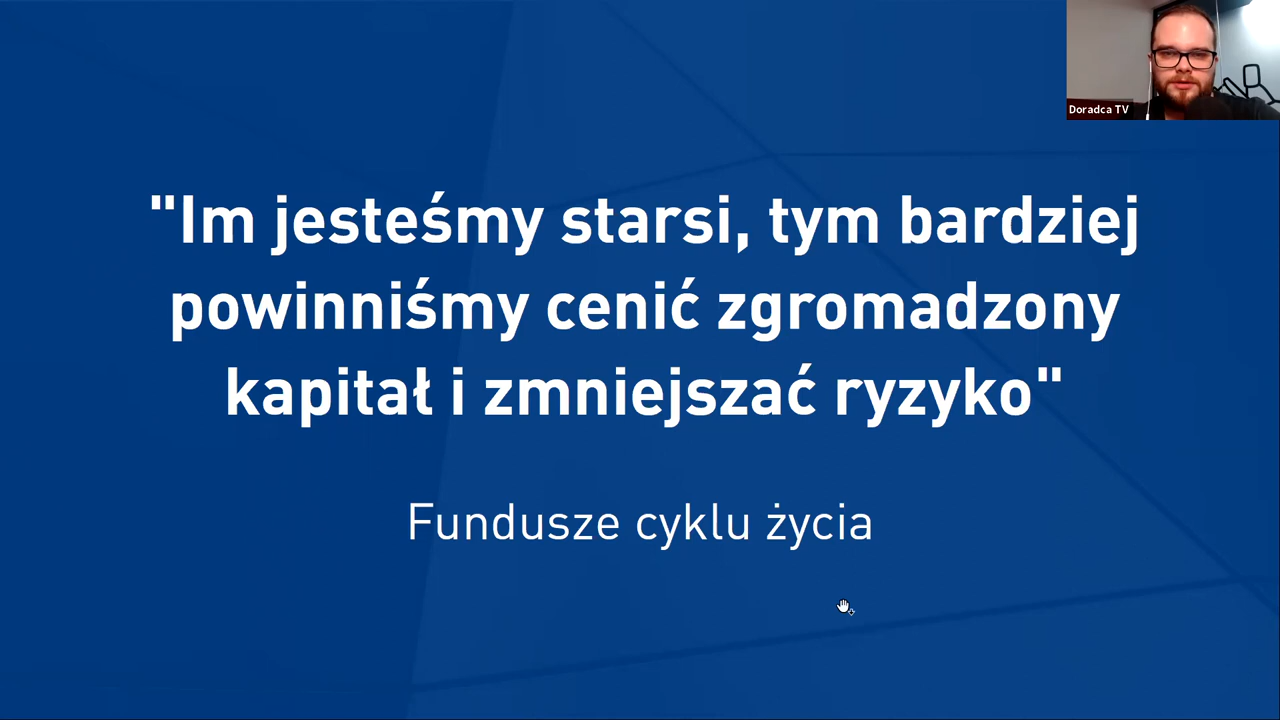 Doradca TV
"Im jesteśmy starsi, tym bardziej
powinniśmy cenić zgromadzony
kapitał i zmniejszać ryzyko"
Fundusze cyklu życia